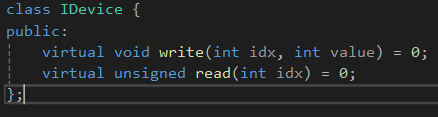 class IDevice {
public:
    virtual void write(int idx, int value) = 0;
    virtual unsigned read(int idx) = 0;
};